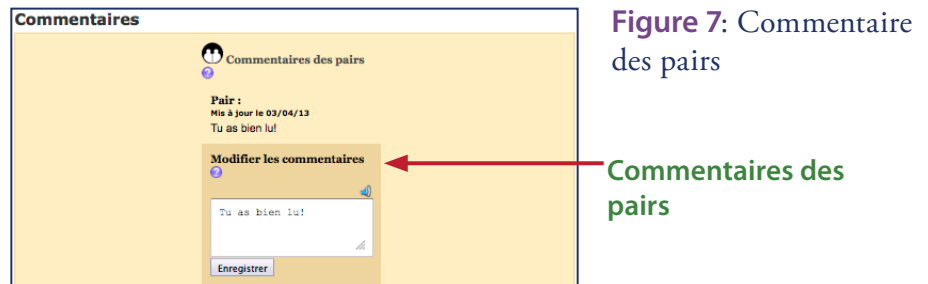 Commentaires
Commentaires des pairs
Pair :
Mis à jour le 03/04/13
Tu as bien lu!
Modifier les commentaires
Tu as bien lu!
Enregistrer
Figure 7: Commentaire
des pairs
Commentaires des
pairs